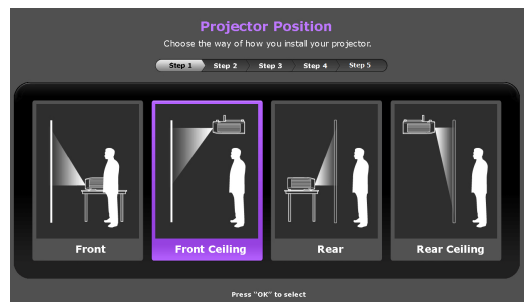 Projector Position
Choose the way of how you install your projector.
Step 1 Step 2 Step 3 Step 4 Step 5
Front Front Ceiling Rear Rear Ceiling
Press "OK" to select